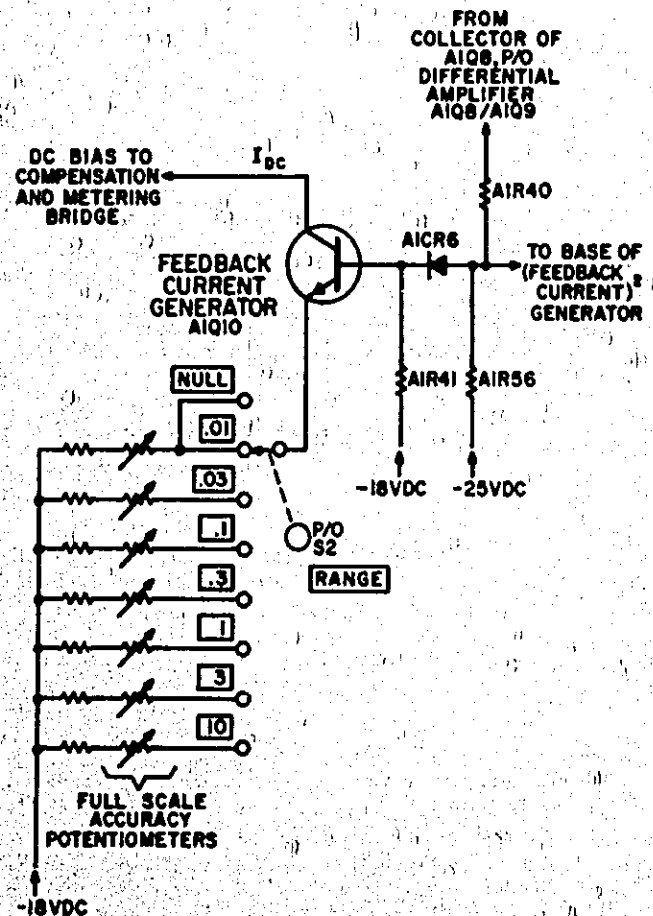 FROM
COLLECTOR OF
A1Q8, P/O
DIFFERENTIAL
AMPLIFIER
A1Q8/A1Q9
DC BIAS TO
COMPENSATION
AND METERING
BRIDGE
IDC
A1R40
FEEDBACK
CURRENT
GENERATOR
A1Q10
A1CR6
TO BASE OF
(FEEDBACK
CURRENT)2
GENERATOR
A1R41
A1R56
-18VDC
-25VDC
NULL
.01
.03
.1
.3
1
3
10
P/O
S2
RANGE
FULL SCALE
ACCURACY
POTENTIOMETERS
-18VDC